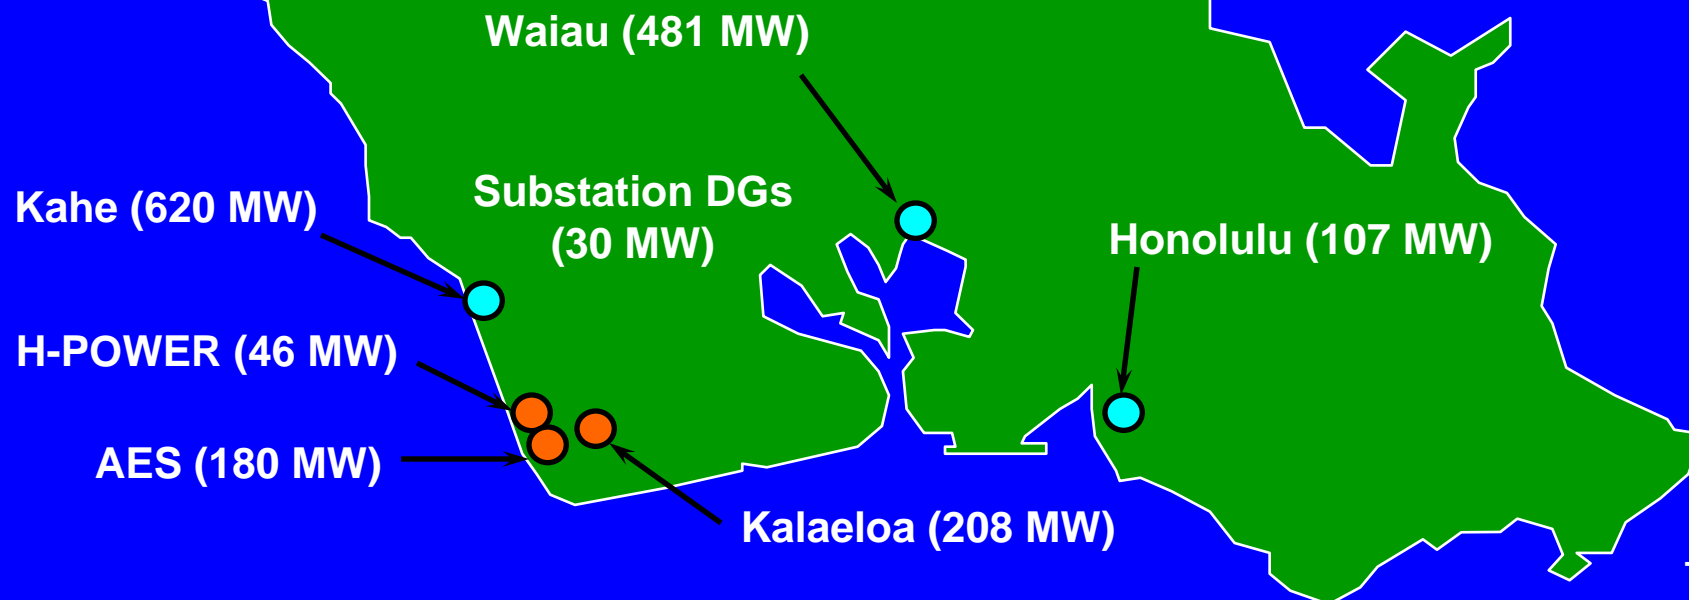 Waiau (481 MW)
Substation DGs
(30 MW)
Kahe (620 MW)
Honolulu (107 MW)
H-POWER (46 MW)
AES (180 MW)
Kalaeloa (208 MW)